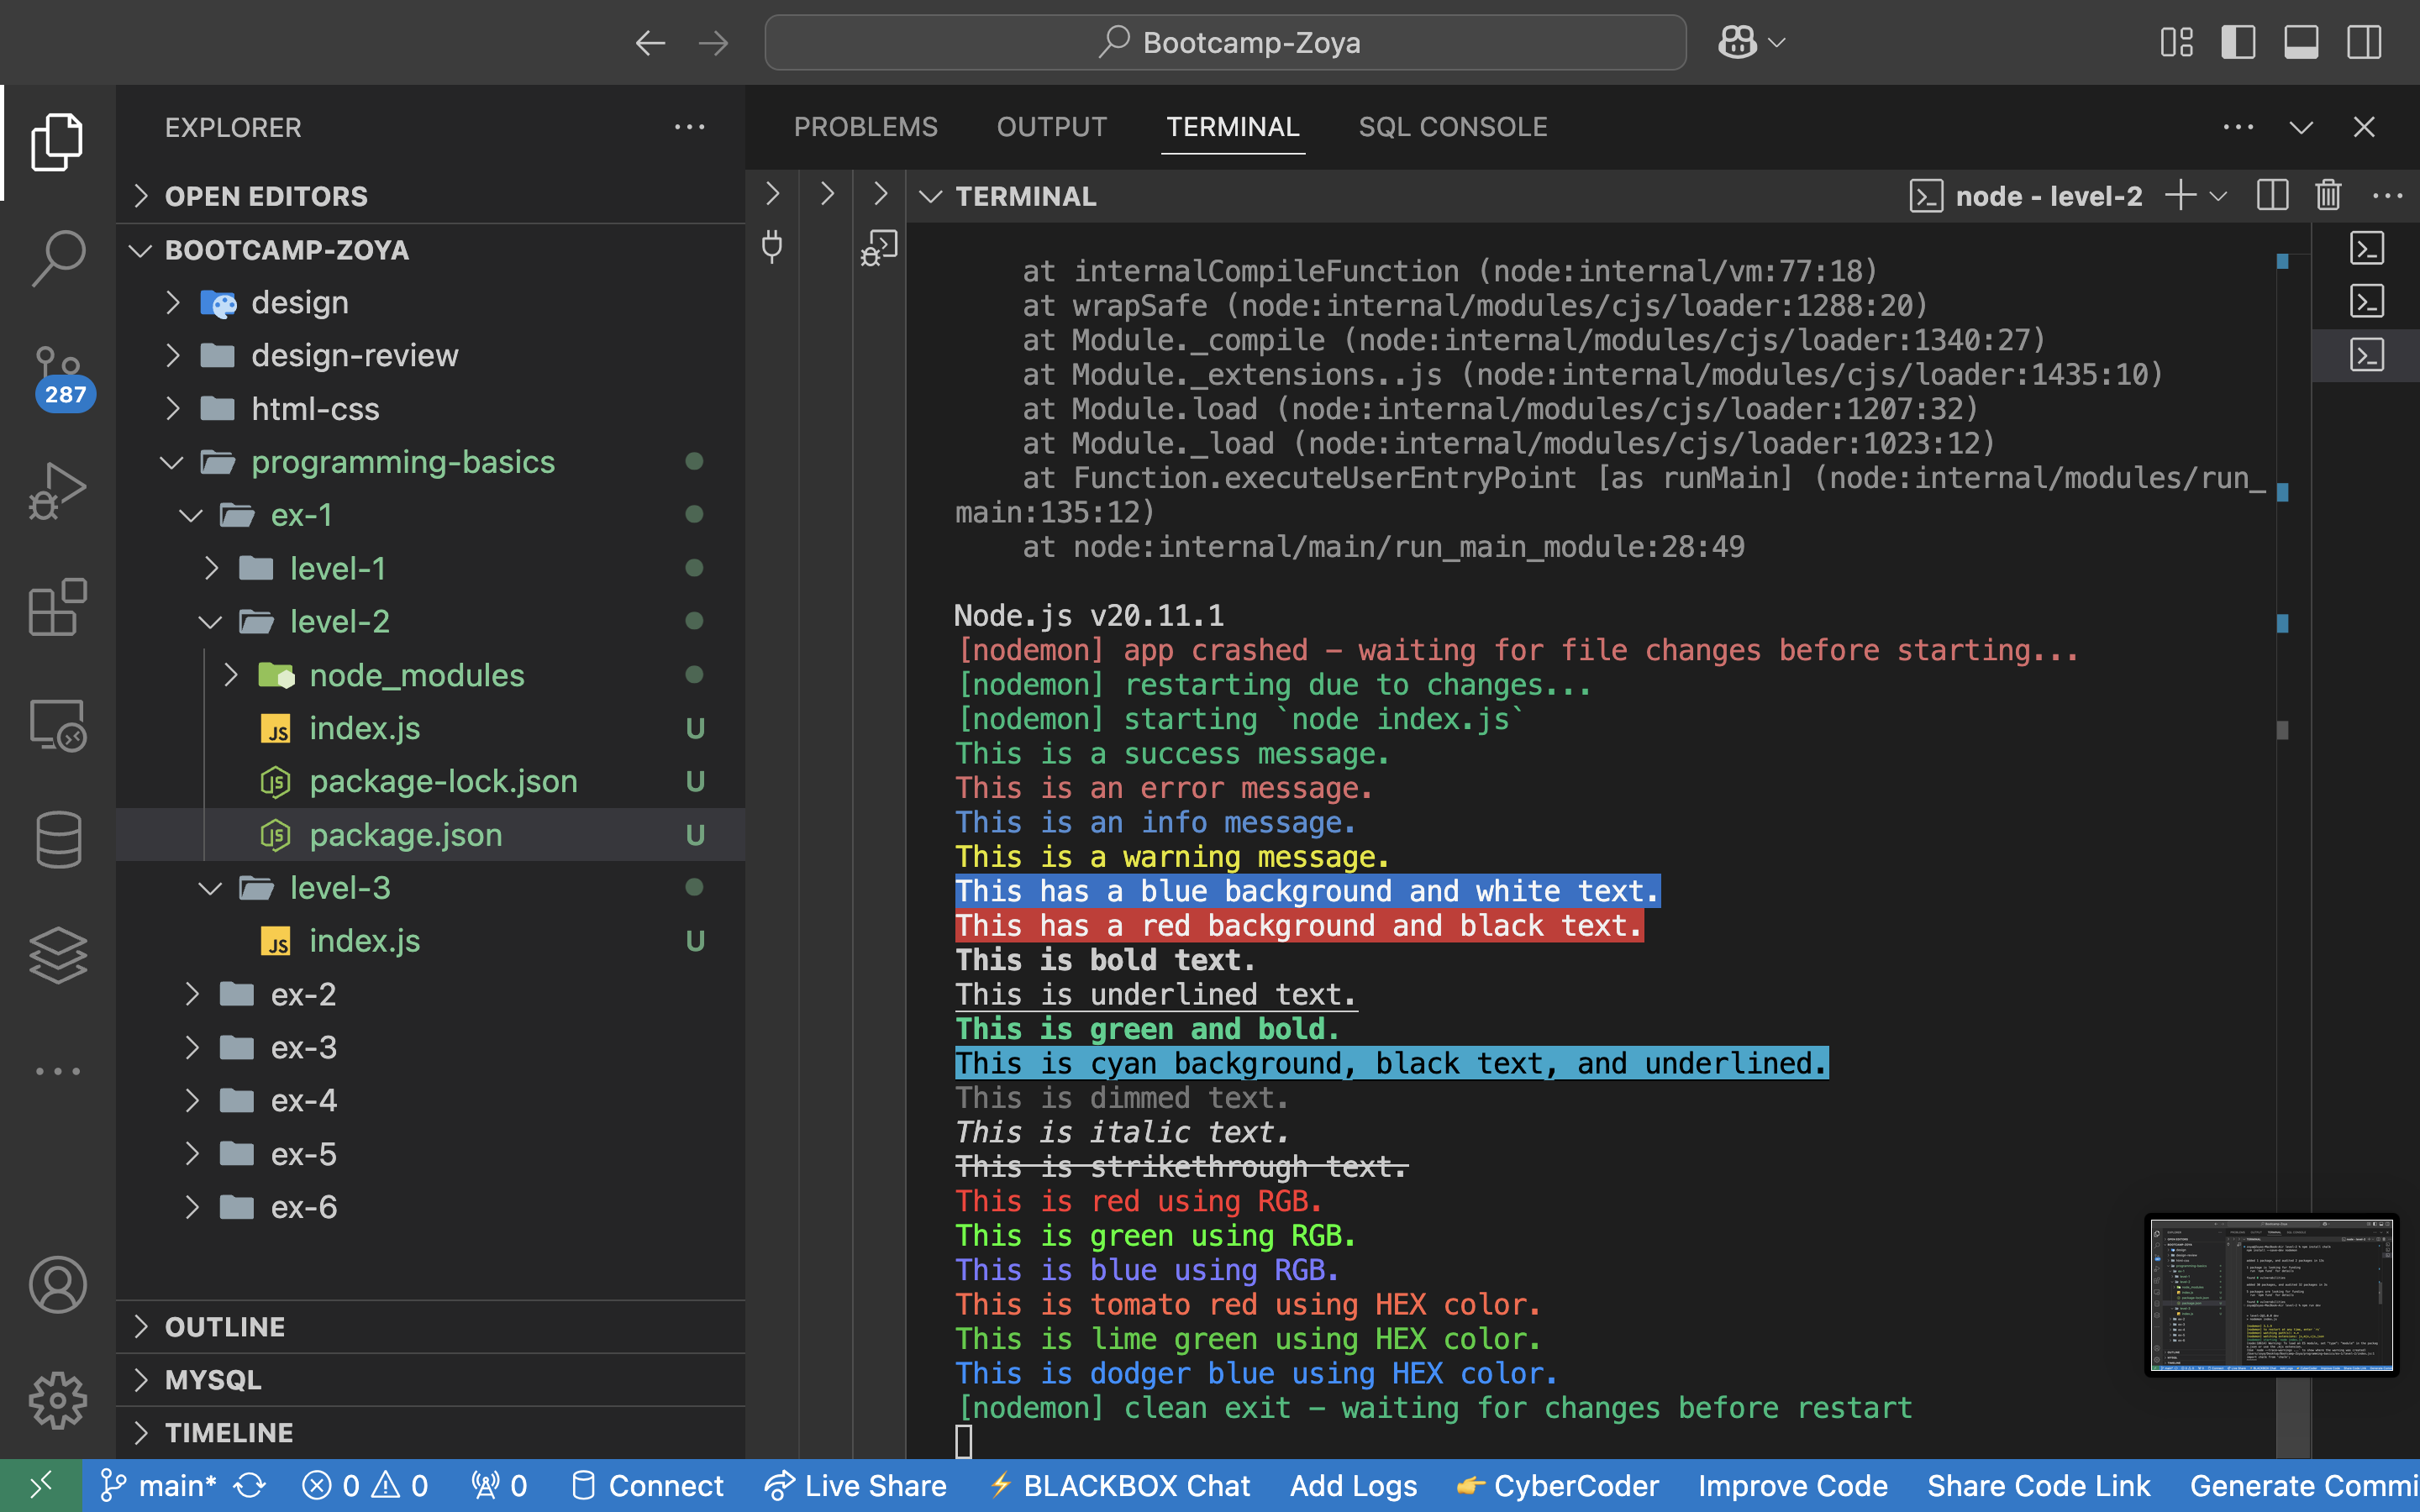 Bootcamp-Zoya
EXPLORER
OPEN EDITORS
BOOTCAMP-ZOYA
design
design-review
html-css
programming-basics
ex-1
level-1
level-2
node_modules
index.js U
package-lock.json U
package.json U
level-3
index.js U
ex-2
ex-3
ex-4
ex-5
ex-6
OUTLINE
MYSQL
TIMELINE
287
PROBLEMS OUTPUT TERMINAL SQL CONSOLE
TERMINAL
node - level-2
at internalCompileFunction (node:internal/vm:77:18)
at wrapSafe (node:internal/modules/cjs/loader:1288:20)
at Module._compile (node:internal/modules/cjs/loader:1340:27)
at Module._extensions..js (node:internal/modules/cjs/loader:1435:10)
at Module.load (node:internal/modules/cjs/loader:1207:32)
at Module._load (node:internal/modules/cjs/loader:1023:12)
at Function.executeUserEntryPoint [as runMain] (node:internal/modules/run_
main:135:12)
at node:internal/main/run_main_module:28:49
Node.js v20.11.1
[nodemon] app crashed - waiting for file changes before starting...
[nodemon] restarting due to changes...
[nodemon] starting `node index.js`
This is a success message.
This is an error message.
This is an info message.
This is a warning message.
This has a blue background and white text.
This has a red background and black text.
This is bold text.
This is underlined text.
This is green and bold.
This is cyan background, black text, and underlined.
This is dimmed text.
This is italic text.
This is strikethrough text.
This is red using RGB.
This is green using RGB.
This is blue using RGB.
This is tomato red using HEX color.
This is lime green using HEX color.
This is dodger blue using HEX color.
[nodemon] clean exit - waiting for changes before restart
main* 0 0 0 Connect Live Share BLACKBOX Chat Add Logs CyberCoder Improve Code Share Code Link Generate Commi